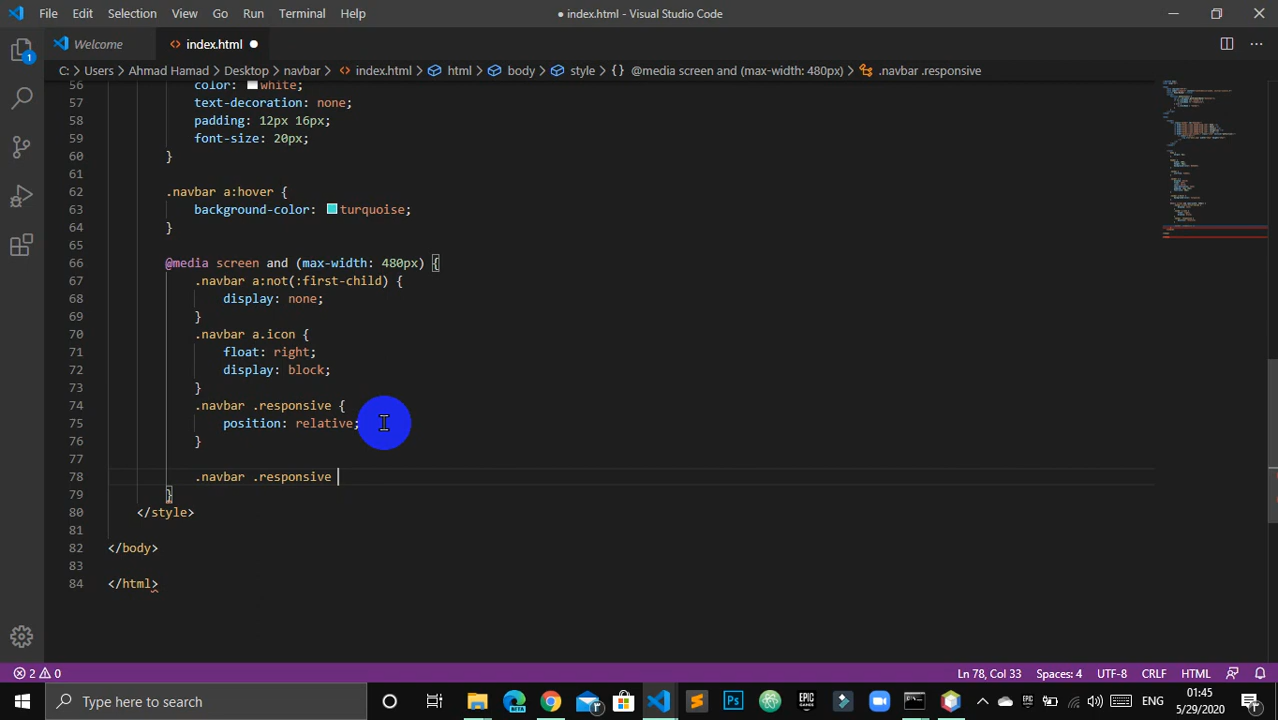 File Edit Selection View Go Run Terminal Help
● index.html - Visual Studio Code
Welcome
<> index.html ●
C: > Users > Ahmad Hamad > Desktop > navbar > <> index.html > html > body > style > {} @media screen and (max-width: 480px) > .navbar .responsive
56 color: white;
57 text-decoration: none;
58 padding: 12px 16px;
59 font-size: 20px;
60 }
61
62 .navbar a:hover {
63 background-color: turquoise;
64 }
65
66 @media screen and (max-width: 480px) {
67 .navbar a:not(:first-child) {
68 display: none;
69 }
70 .navbar a.icon {
71 float: right;
72 display: block;
73 }
74 .navbar .responsive {
75 position: relative;
76 }
77
78 .navbar .responsive
79 }
80 </style>
81
82 </body>
83
84 </html>
1
2 0
Ln 78, Col 33 Spaces: 4 UTF-8 CRLF HTML
Type here to search
Ps
EPIC GAMES
ENG
01:45
5/29/2020